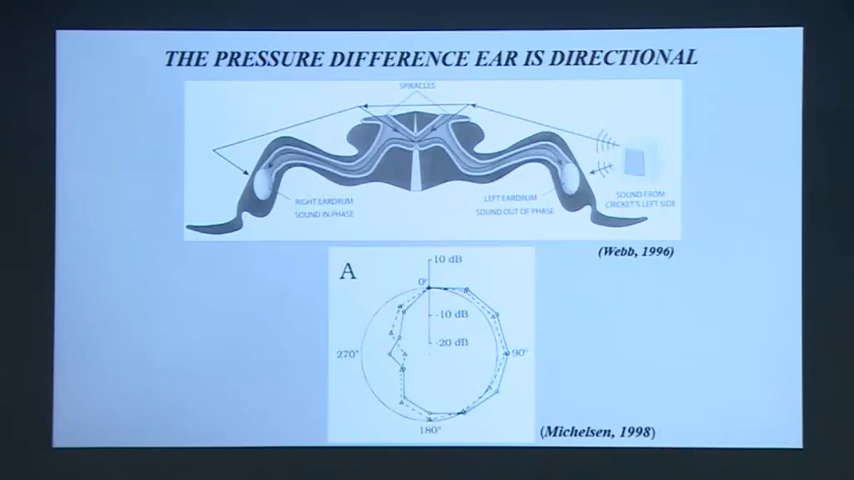 THE PRESSURE DIFFERENCE EAR IS DIRECTIONAL
SPIRACLES
RIGHT EARDRUM
SOUND IN PHASE
LEFT EARDRUM
SOUND OUT OF PHASE
SOUND FROM
CRICKET'S LEFT SIDE
(Webb, 1996)
A
10 dB
0°
-10 dB
-20 dB
270°
90°
180°
(Michelsen, 1998)